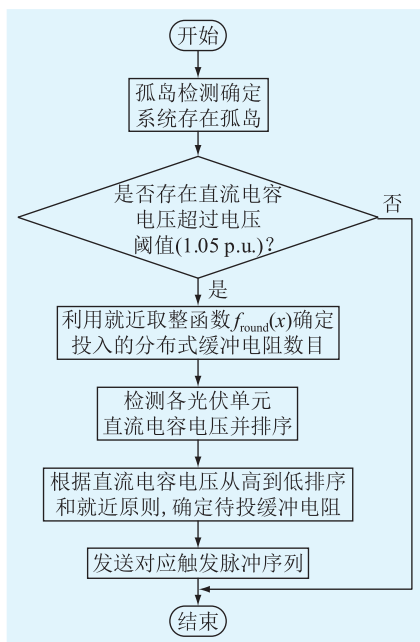 开始
孤岛检测确定
系统存在孤岛
是否存在直流电容
电压超过电压
阈值(1.05 p.u.)?
否
是
利用就近取整函数f_round(x)确定
投入的分布式缓冲电阻数目
检测各光伏单元
直流电容电压并排序
根据直流电容电压从高到低排序
和就近原则,确定待投缓冲电阻
发送对应触发脉冲序列
结束